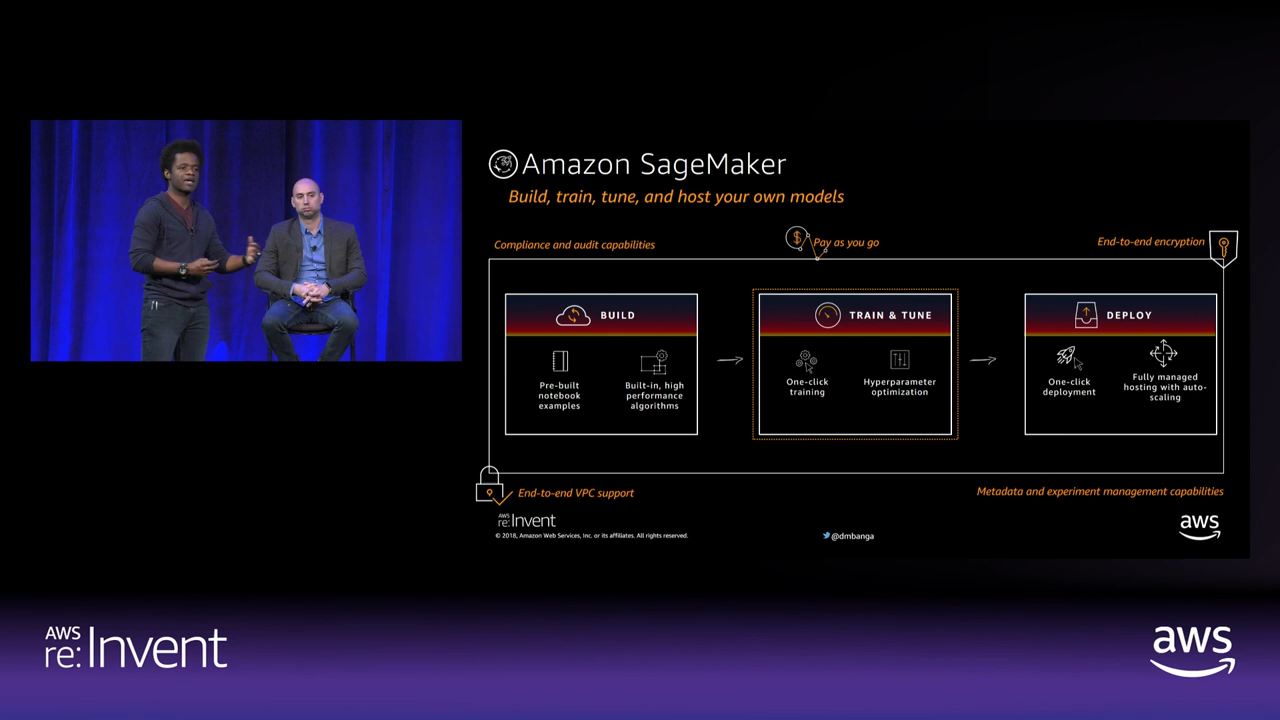 Amazon SageMaker
Build, train, tune, and host your own models
Compliance and audit capabilities
$
Pay as you go
End-to-end encryption
BUILD
Pre-built
notebook
examples
Built-in, high
performance
algorithms
TRAIN & TUNE
One-click
training
Hyperparameter
optimization
DEPLOY
One-click
deployment
Fully managed
hosting with auto-
scaling
End-to-end VPC support
Metadata and experiment management capabilities
AWS
re:Invent
© 2018, Amazon Web Services, Inc. or its affiliates. All rights reserved.
@dmbanga
aws
AWS
re:Invent
aws